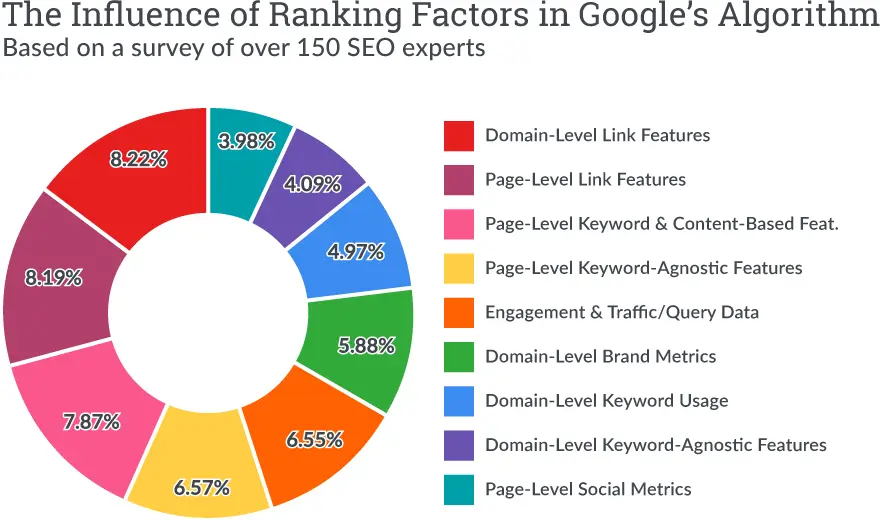 The Influence of Ranking Factors in Google's Algorithm
Based on a survey of over 150 SEO experts
8.22%
3.98%
4.09%
4.97%
8.19%
5.88%
7.87%
6.55%
6.57%
Domain-Level Link Features
Page-Level Link Features
Page-Level Keyword & Content-Based Feat.
Page-Level Keyword-Agnostic Features
Engagement & Traffic/Query Data
Domain-Level Brand Metrics
Domain-Level Keyword Usage
Domain-Level Keyword-Agnostic Features
Page-Level Social Metrics